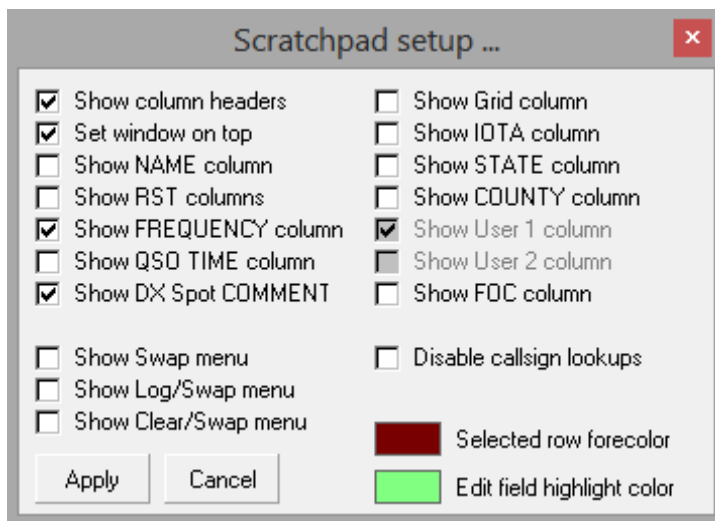 Scratchpad setup ...
Show column headers
Set window on top
Show NAME column
Show RST columns
Show FREQUENCY column
Show QSO TIME column
Show DX Spot COMMENT
Show Grid column
Show IOTA column
Show STATE column
Show COUNTY column
Show User 1 column
Show User 2 column
Show FOC column
Show Swap menu
Show Log/Swap menu
Show Clear/Swap menu
Disable callsign lookups
Selected row forecolor
Edit field highlight color
Apply
Cancel